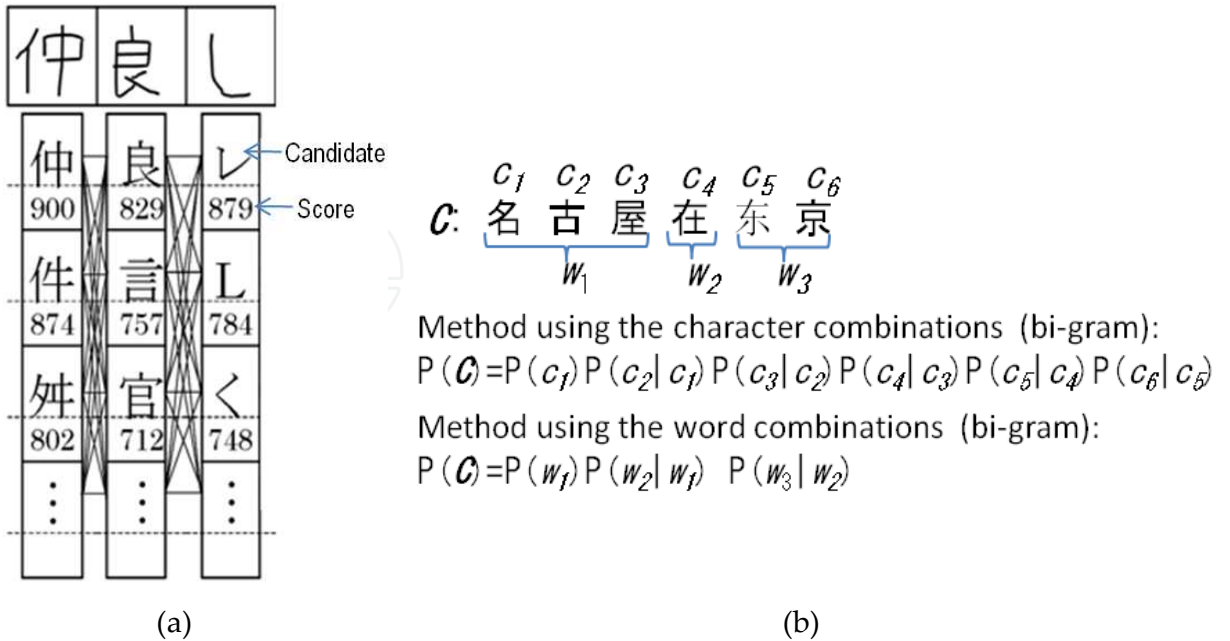 仲 良 し
仲 良 レ
Candidate
900 829 879
Score
件 言 L
874 757 784
舛 官 く
802 712 748
⋮ ⋮ ⋮
(a)
c1 c2 c3 c4 c5 c6
C: 名 古 屋 在 东 京
w1 w2 w3
Method using the character combinations (bi-gram):
P(C)=P(c1)P(c2|c1)P(c3|c2)P(c4|c3)P(c5|c4)P(c6|c5)
Method using the word combinations (bi-gram):
P(C)=P(w1)P(w2|w1) P(w3|w2)
(b)